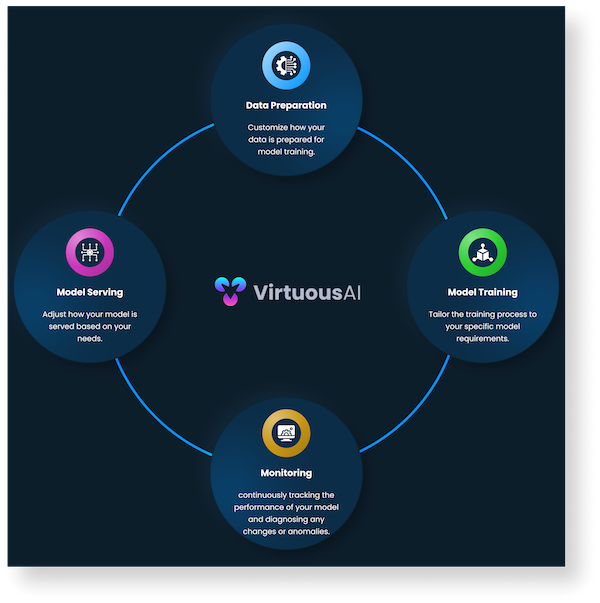 Data Preparation
Customize how your
data is prepared for
model training.
Model Serving
Adjust how your model is
served based on your
needs.
VirtuousAI
Model Training
Tailor the training process to
your specific model
requirements.
Monitoring
continuously tracking the
performance of your model
and diagnosing any
changes or anomalies.